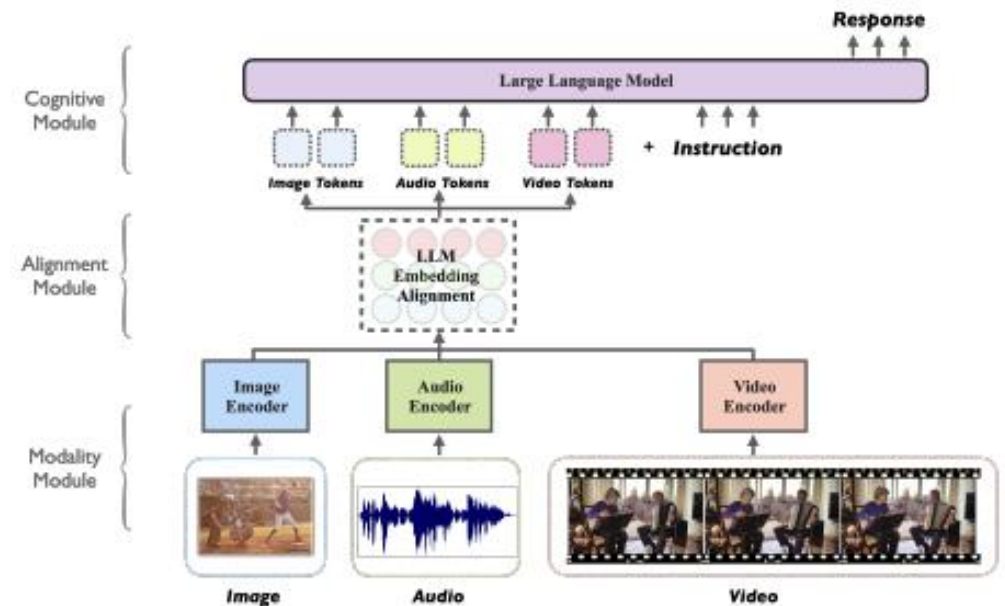 Response
Large Language Model
Cognitive
Module
+ Instruction
Image Tokens
Audio Tokens
Video Tokens
LLM
Embedding
Alignment
Alignment
Module
Image
Encoder
Audio
Encoder
Video
Encoder
Modality
Module
Image
Audio
Video